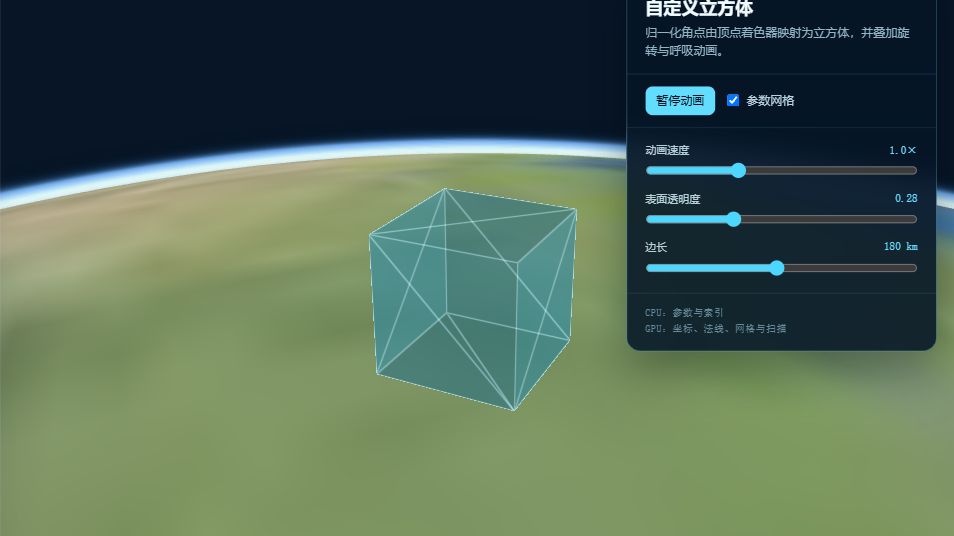 自定义立方体
归一化角点由顶点着色器映射为立方体，并叠加旋
转与呼吸动画。
暂停动画 参数网格
动画速度 1.0×
表面透明度 0.28
边长 180 km
CPU: 参数与索引
GPU: 坐标、法线、网格与扫描